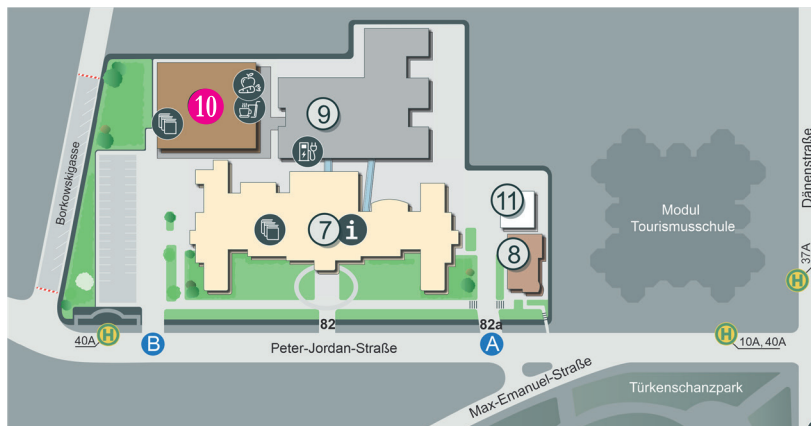 10
9
Borkowskigasse
7
i
11
8
Modul
Tourismusschule
Dänenstraße
37A
H
40A
H
B
82
82a
A
H
10A, 40A
Peter-Jordan-Straße
Max-Emanuel-Straße
Türkenschanzpark